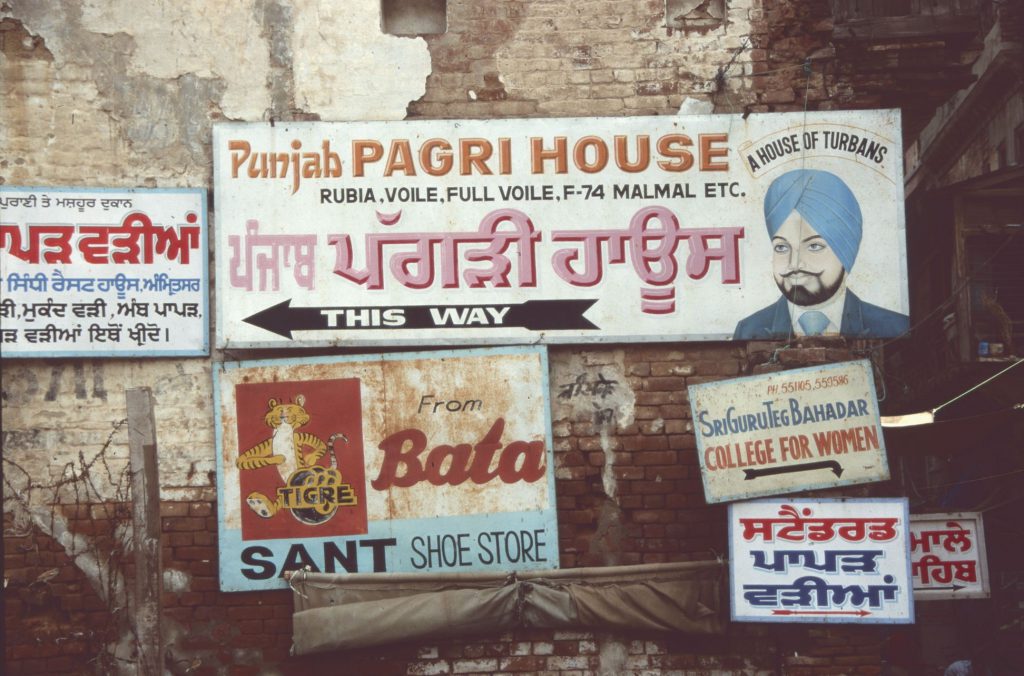 ਪੁਰਾਣੀ ਤੇ ਮਸ਼ਹੂਰ ਦੁਕਾਨ
ਪਾਪੜ ਵੜੀਆਂ
ਸਿੰਧੀ ਰੈਸਟ ਹਾਊਸ, ਅੰਮ੍ਰਿਤਸਰ
ਮੁਕੰਦ ਵੜੀ, ਅੰਬ ਪਾਪੜ,
ਵੜੀਆਂ ਇਥੋਂ ਖ੍ਰੀਦੋ।
Punjab PAGRI HOUSE
A HOUSE OF TURBANS
RUBIA, VOILE, FULL VOILE, F-74 MALMAL ETC.
ਪੰਜਾਬ ਪੱਗੜੀ ਹਾਊਸ
THIS WAY
From
Bata
TIGRE
SANT SHOE STORE
PH. 551105, 559586
SRI GURU TEG BAHADAR
COLLEGE FOR WOMEN
ਸਟੈਂਡਰਡ
ਪਾਪੜ
ਵੜੀਆਂ
ਮਾਲੇ